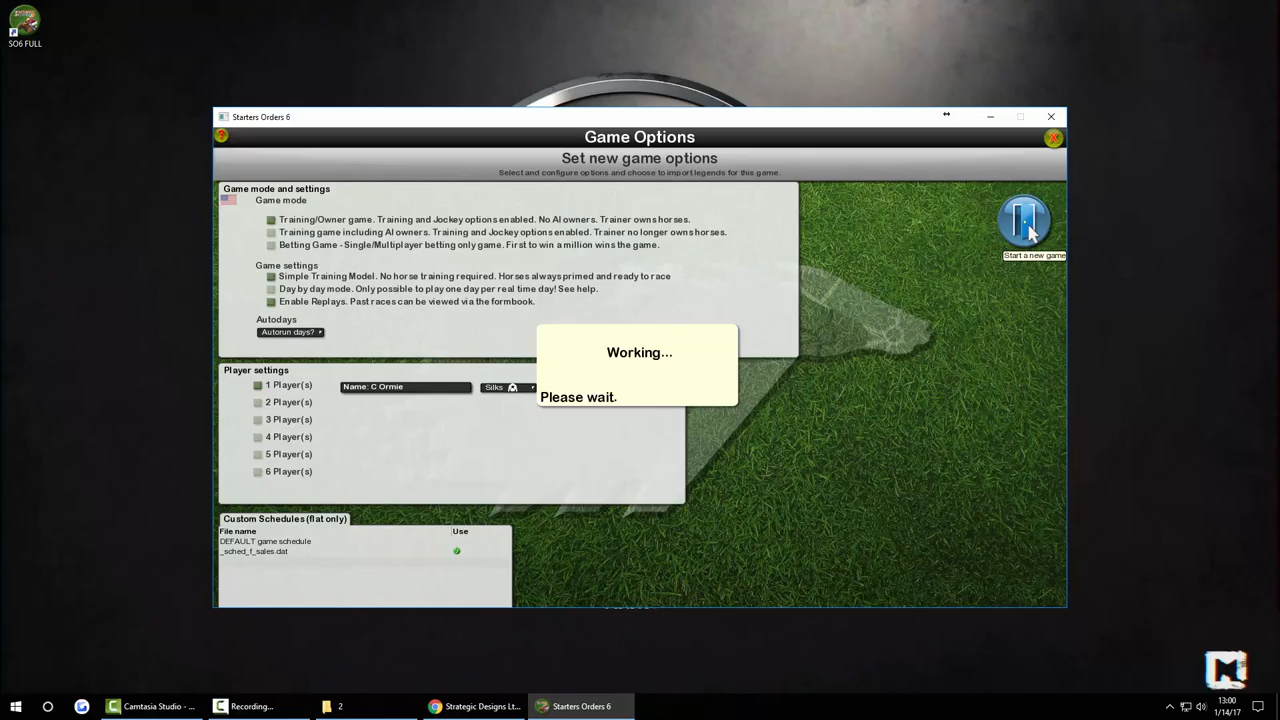 SO6 FULL
Starters Orders 6
Game Options
Set new game options
Select and configure options and choose to import legends for this game.
Game mode and settings
Game mode
Training/Owner game. Training and Jockey options enabled. No AI owners. Trainer owns horses.
Training game including AI owners. Training and Jockey options enabled. Trainer no longer owns horses.
Betting Game - Single/Multiplayer betting only game. First to win a million wins the game.
Game settings
Simple Training Model. No horse training required. Horses always primed and ready to race
Day by day mode. Only possible to play one day per real time day! See help.
Enable Replays. Past races can be viewed via the formbook.
Autodays
Autorun days?
Start a new game
Working...
Please wait.
Player settings
1 Player(s)
Name: C Ormie
Silks
2 Player(s)
3 Player(s)
4 Player(s)
5 Player(s)
6 Player(s)
Custom Schedules (flat only)
File name Use
DEFAULT game schedule
_sched_f_sales.dat
Camtasia Studio - ...
Recording...
2
Strategic Designs Lt...
Starters Orders 6
13:00
1/14/17